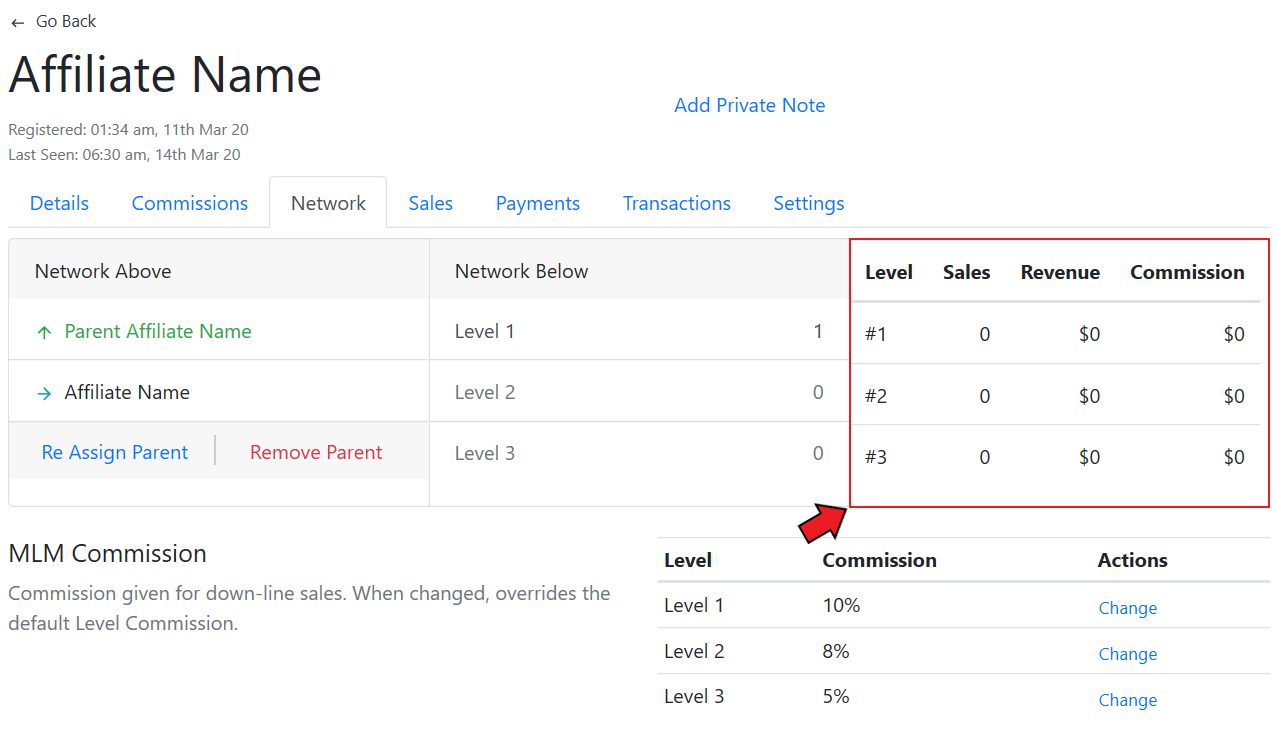 ← Go Back
Affiliate Name
Add Private Note
Registered: 01:34 am, 11th Mar 20
Last Seen: 06:30 am, 14th Mar 20
Details Commissions Network Sales Payments Transactions Settings
Network Above Network Below Level Sales Revenue Commission
↑ Parent Affiliate Name Level 1 1 #1 0 $0 $0
→ Affiliate Name Level 2 0 #2 0 $0 $0
Re Assign Parent Remove Parent Level 3 0 #3 0 $0 $0
MLM Commission
Commission given for down-line sales. When changed, overrides the
default Level Commission.
Level Commission Actions
Level 1 10% Change
Level 2 8% Change
Level 3 5% Change